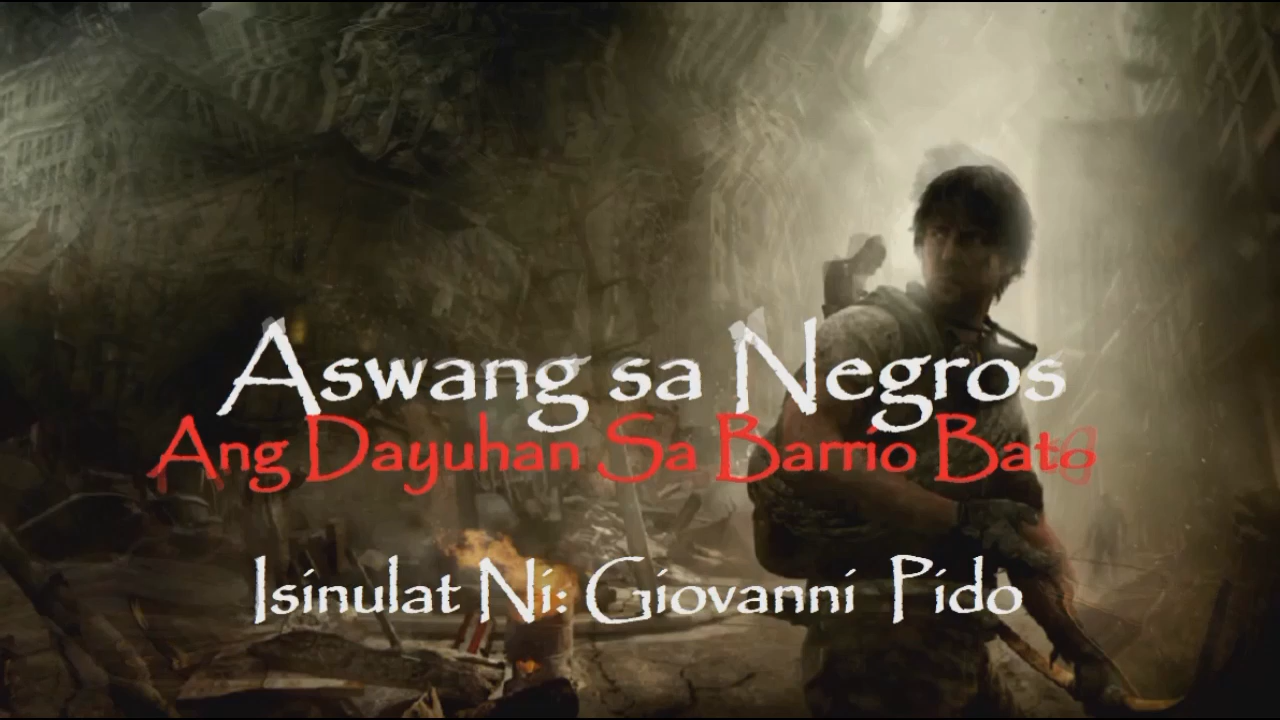 Aswang sa Negros
Ang Dayuhan Sa Barrio Bato
Isinulat Ni: Giovanni Pido